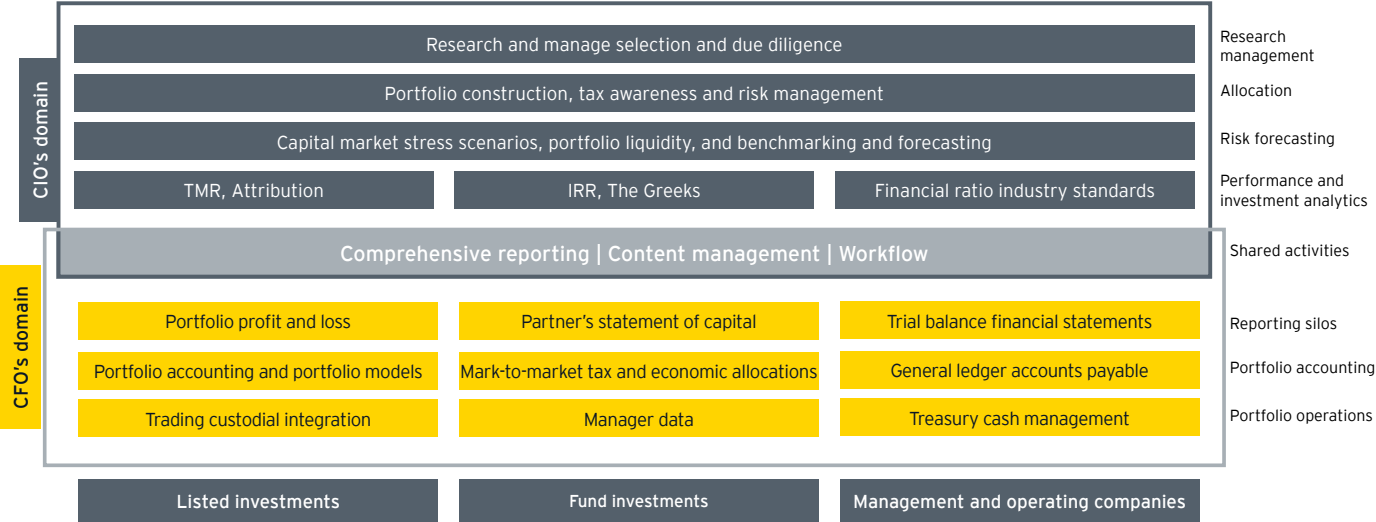 Research and manage selection and due diligence
Research
management
Portfolio construction, tax awareness and risk management
Allocation
CIO's domain
Capital market stress scenarios, portfolio liquidity, and benchmarking and forecasting
Risk forecasting
TMR, Attribution
IRR, The Greeks
Financial ratio industry standards
Performance and
investment analytics
Comprehensive reporting | Content management | Workflow
Shared activities
CFO's domain
Portfolio profit and loss
Partner's statement of capital
Trial balance financial statements
Reporting silos
Portfolio accounting and portfolio models
Mark-to-market tax and economic allocations
General ledger accounts payable
Portfolio accounting
Trading custodial integration
Manager data
Treasury cash management
Portfolio operations
Listed investments
Fund investments
Management and operating companies